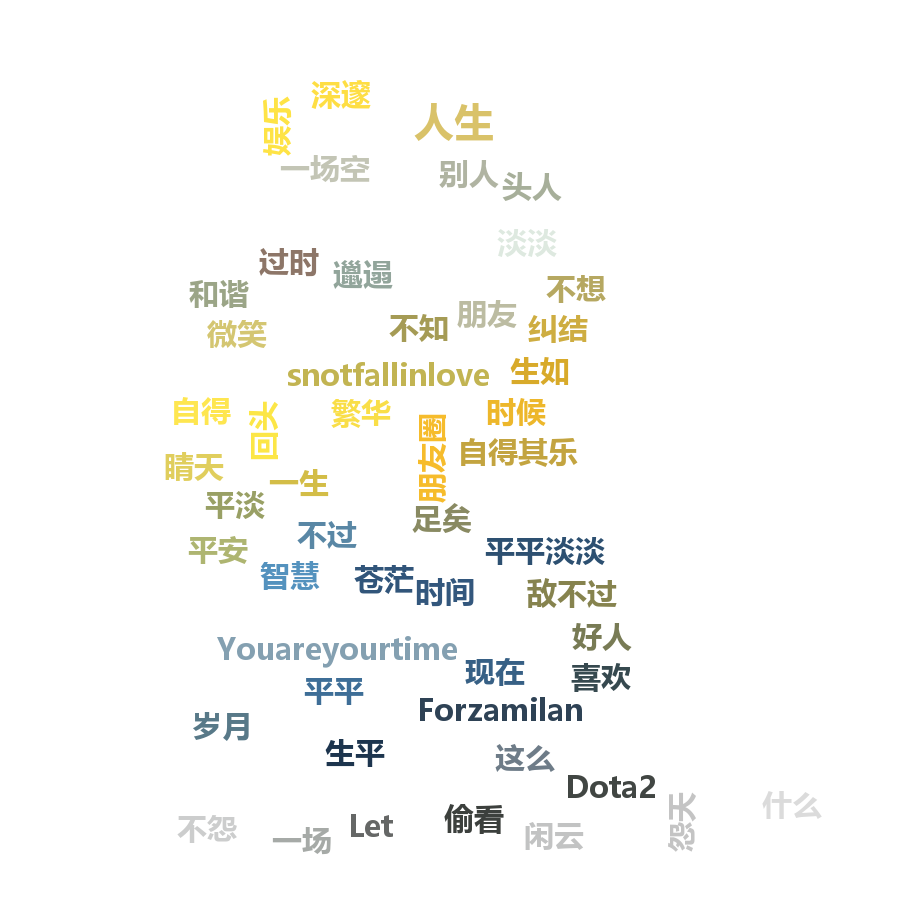 深邃
娱乐
人生
一场空
别人
头人
淡淡
过时
邋遢
不想
和谐
朋友
不知
纠结
微笑
snotfallinlove
生如
自得
回头
繁华
时候
朋友圈
自得其乐
睛天
一生
平淡
足矣
不过
平安
平平淡淡
智慧
苍茫
时间
敌不过
好人
Youareyourtime
现在
喜欢
平平
Forzamilan
岁月
生平
这么
Dota2
什么
怨天
不怨
一场
Let
偷看
闲云